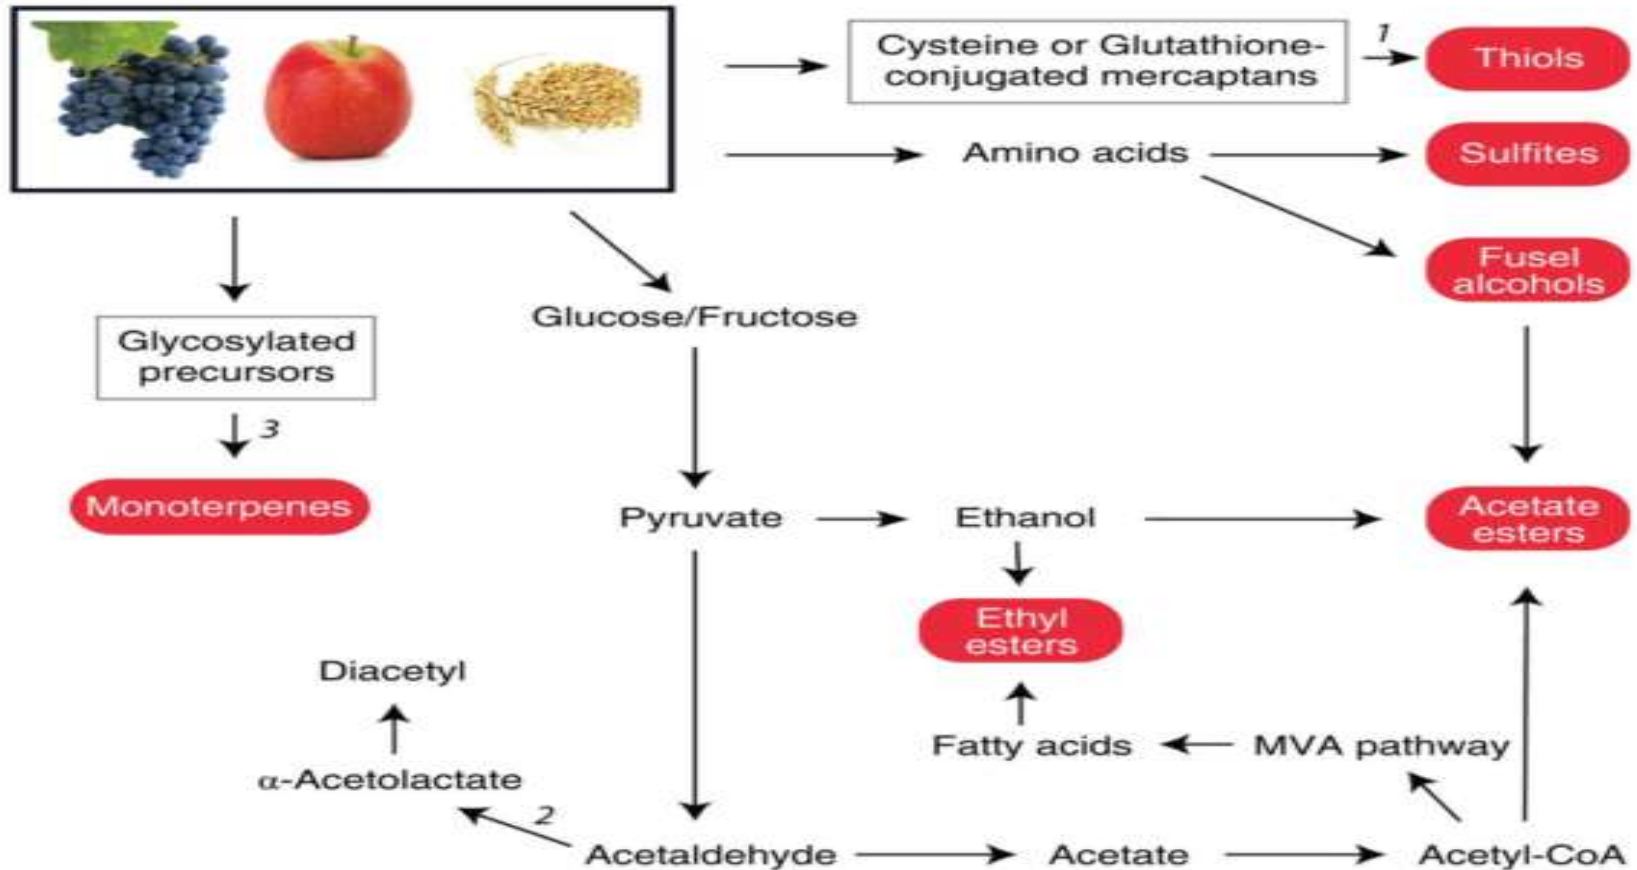 Cysteine or Glutathione-
conjugated mercaptans
1
Thiols
Amino acids
Sulfites
Fusel
alcohols
Glucose/Fructose
Glycosylated
precursors
3
Monoterpenes
Pyruvate
Ethanol
Acetate
esters
Ethyl
esters
Diacetyl
Fatty acids
MVA pathway
α-Acetolactate
2
Acetaldehyde
Acetate
Acetyl-CoA